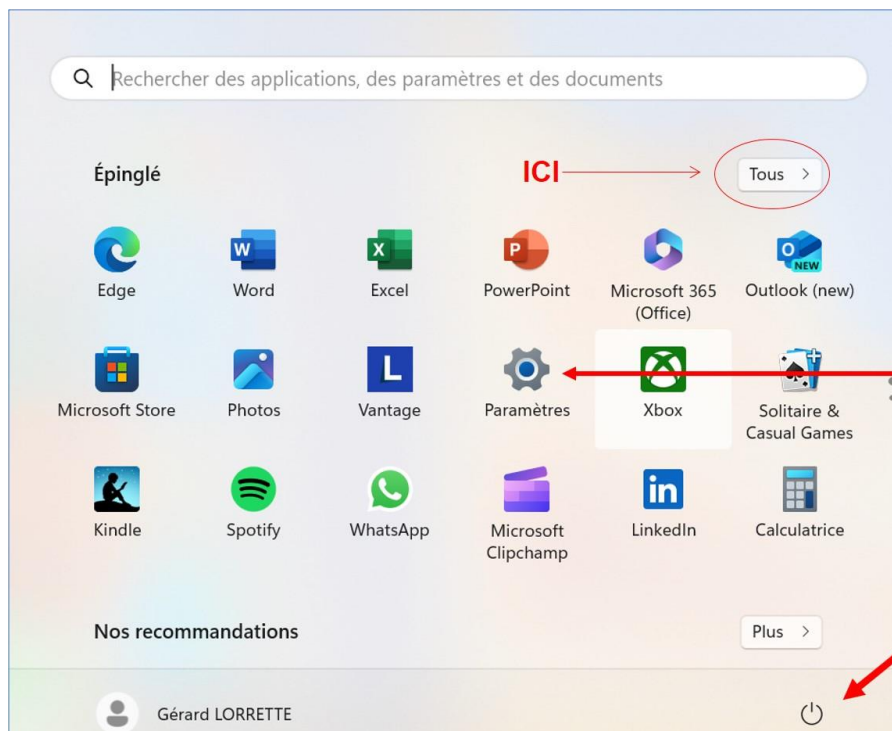 Rechercher des applications, des paramètres et des documents
Épinglé
ICI
Tous
Edge
Word
Excel
PowerPoint
Microsoft 365
(Office)
Outlook (new)
Microsoft Store
Photos
Vantage
Paramètres
Xbox
Solitaire &
Casual Games
Kindle
Spotify
WhatsApp
Microsoft
Clipchamp
LinkedIn
Calculatrice
Nos recommandations
Plus
Gérard LORRETTE
W
X
P
O
NEW
L
in